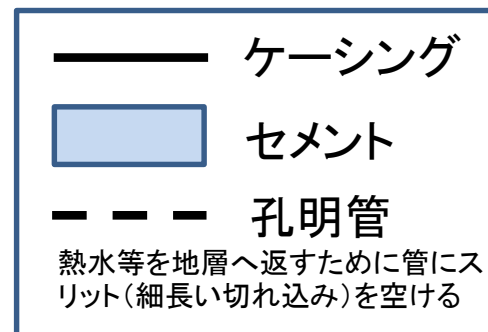 ケーシング
セメント
孔明管
熱水等を地層へ返すために管にス
リット（細長い切れ込み）を空ける